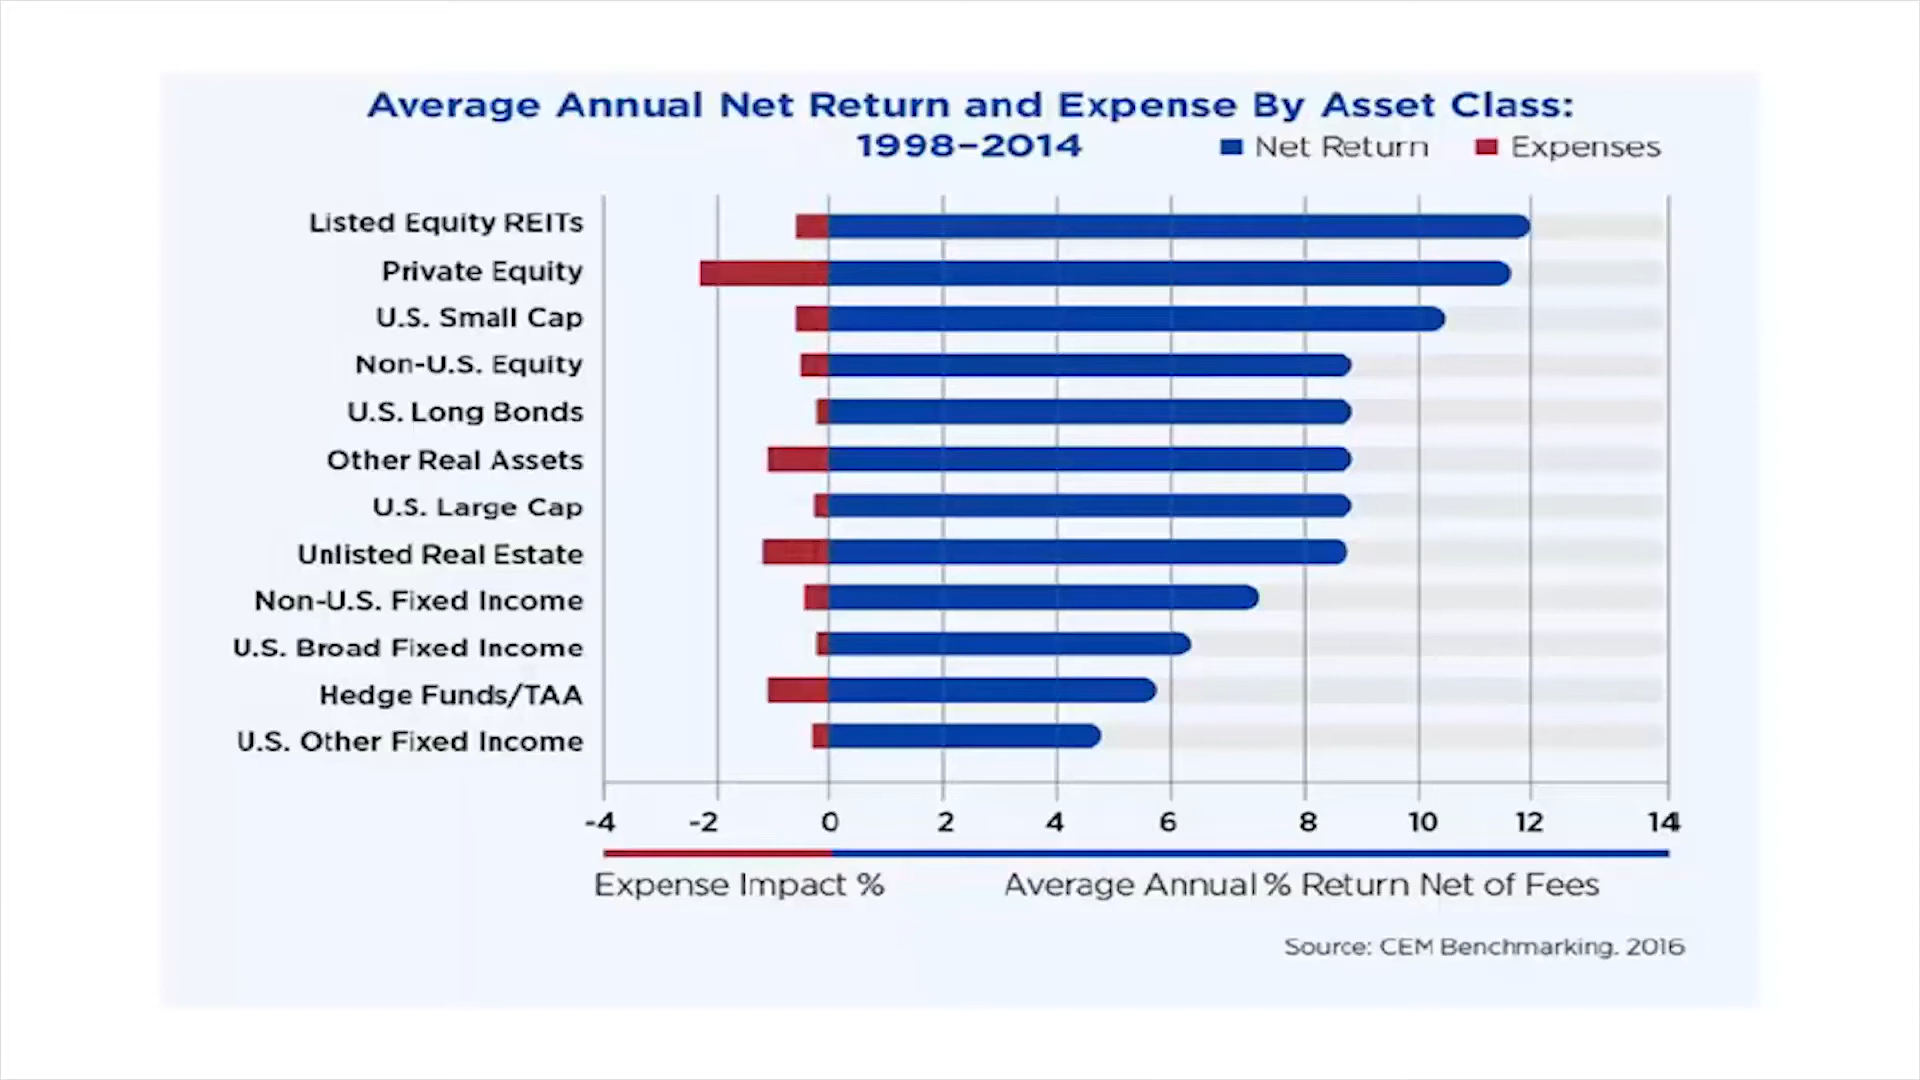 Average Annual Net Return and Expense By Asset Class:
1998–2014
Net Return
Expenses
Listed Equity REITs
Private Equity
U.S. Small Cap
Non-U.S. Equity
U.S. Long Bonds
Other Real Assets
U.S. Large Cap
Unlisted Real Estate
Non-U.S. Fixed Income
U.S. Broad Fixed Income
Hedge Funds/TAA
U.S. Other Fixed Income
-4 -2 0 2 4 6 8 10 12 14
Expense Impact %
Average Annual % Return Net of Fees
Source: CEM Benchmarking. 2016